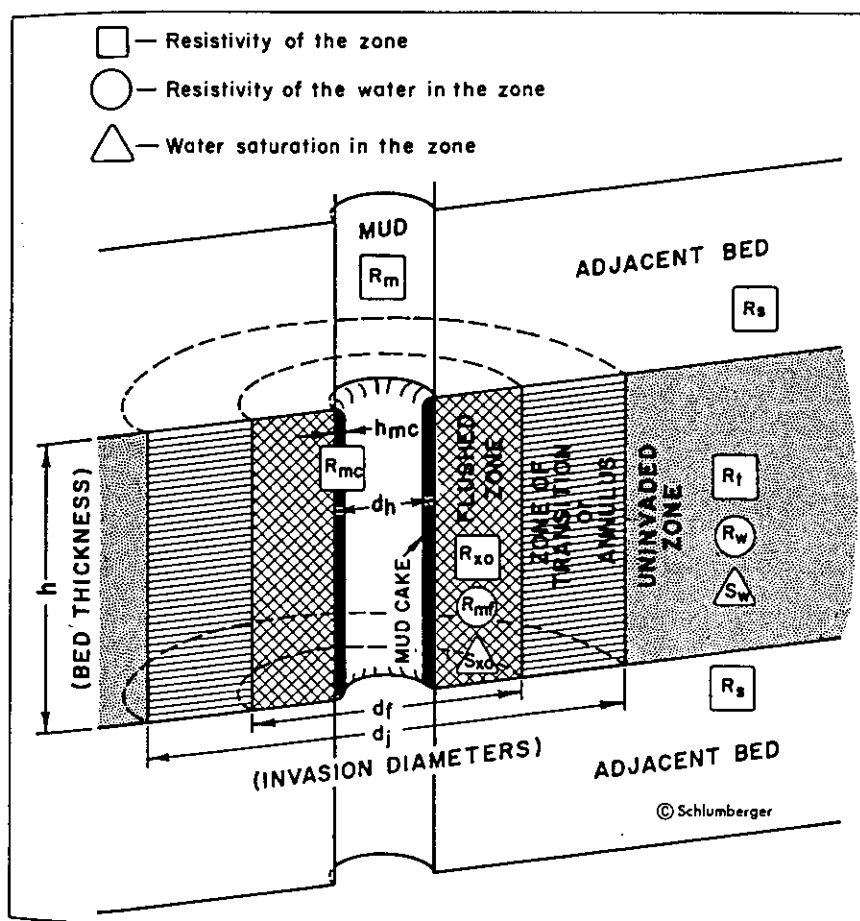 — Resistivity of the zone
— Resistivity of the water in the zone
— Water saturation in the zone
MUD
Rm
ADJACENT BED
Rs
hmc
Rmc
dh
MUD CAKE
FLUSHED
ZONE
Rxo
Rmf
Sxo
ZONE OF
TRANSITION
OR
ANNULUS
UNINVADED
ZONE
Rt
Rw
Sw
h
(BED THICKNESS)
df
dj
(INVASION DIAMETERS)
Rs
ADJACENT BED
© Schlumberger